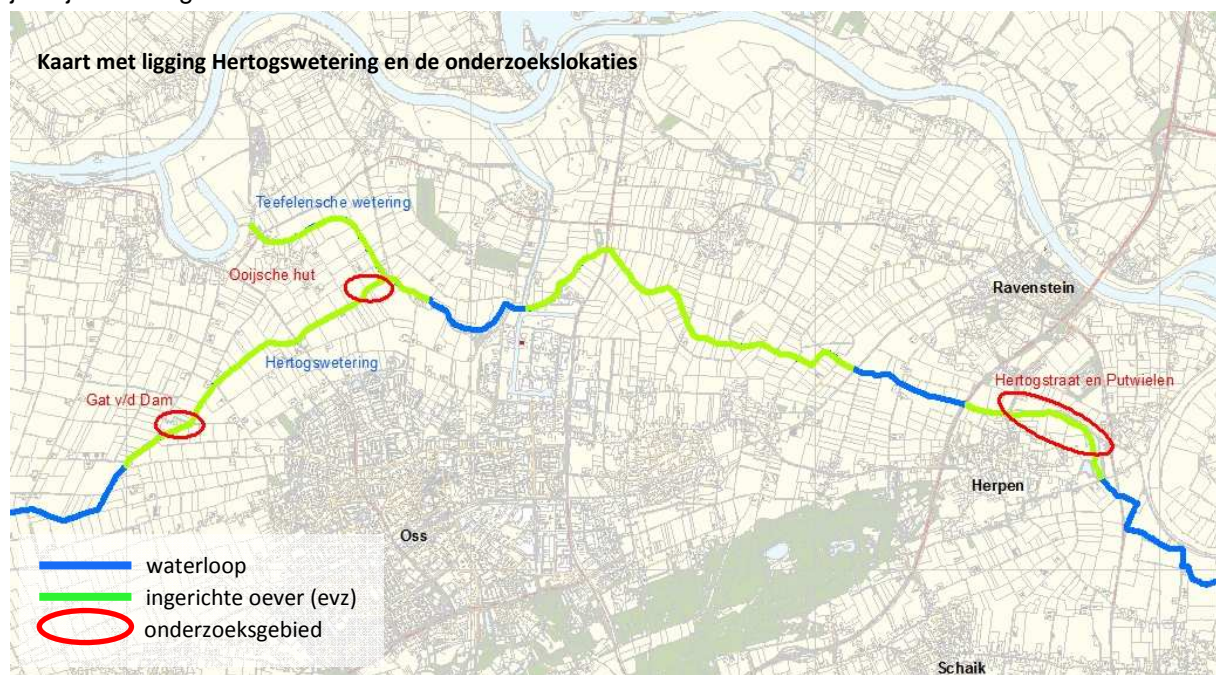 Kaart met ligging Hertogswetering en de onderzoekslokaties
Teefelensche wetering
Ooijsche hut
Ravenstein
Hertogswetering
Hertogstraat en Putwielen
Gat v/d Dam
Herpen
Oss
waterloop
ingerichte oever (evz)
onderzoeksgebied
Schaik